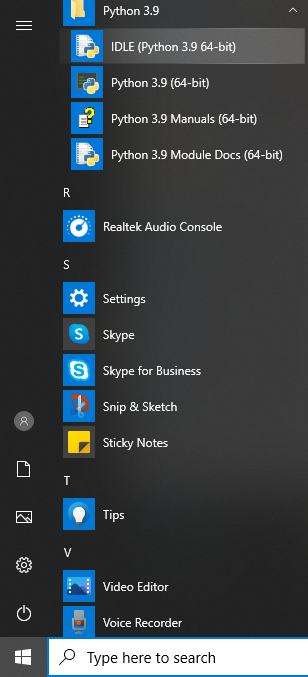 Python 3.9
IDLE (Python 3.9 64-bit)
Python 3.9 (64-bit)
Python 3.9 Manuals (64-bit)
Python 3.9 Module Docs (64-bit)
R
Realtek Audio Console
S
Settings
Skype
Skype for Business
Snip & Sketch
Sticky Notes
T
Tips
V
Video Editor
Voice Recorder
Type here to search